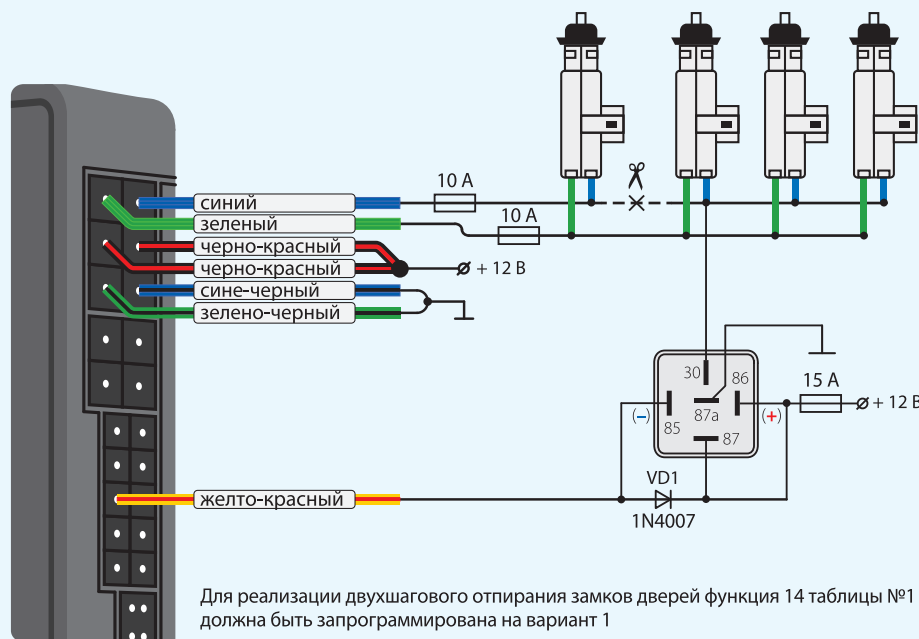 10 А
синий
10 А
зеленый
черно-красный
черно-красный
+ 12 В
сине-черный
зелено-черный
30
86
15 А
+ 12 В
(–)
87а
(+)
85
87
VD1
желто-красный
1N4007
Для реализации двухшагового отпирания замков дверей функция 14 таблицы №1
должна быть запрограммирована на вариант 1